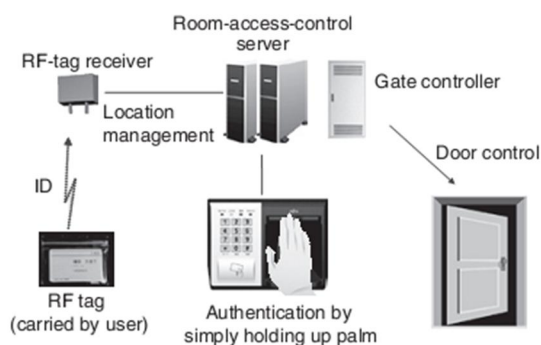 Room-access-control
server
RF-tag receiver
Gate controller
Location
management
Door control
ID
RF tag
(carried by user)
Authentication by
simply holding up palm